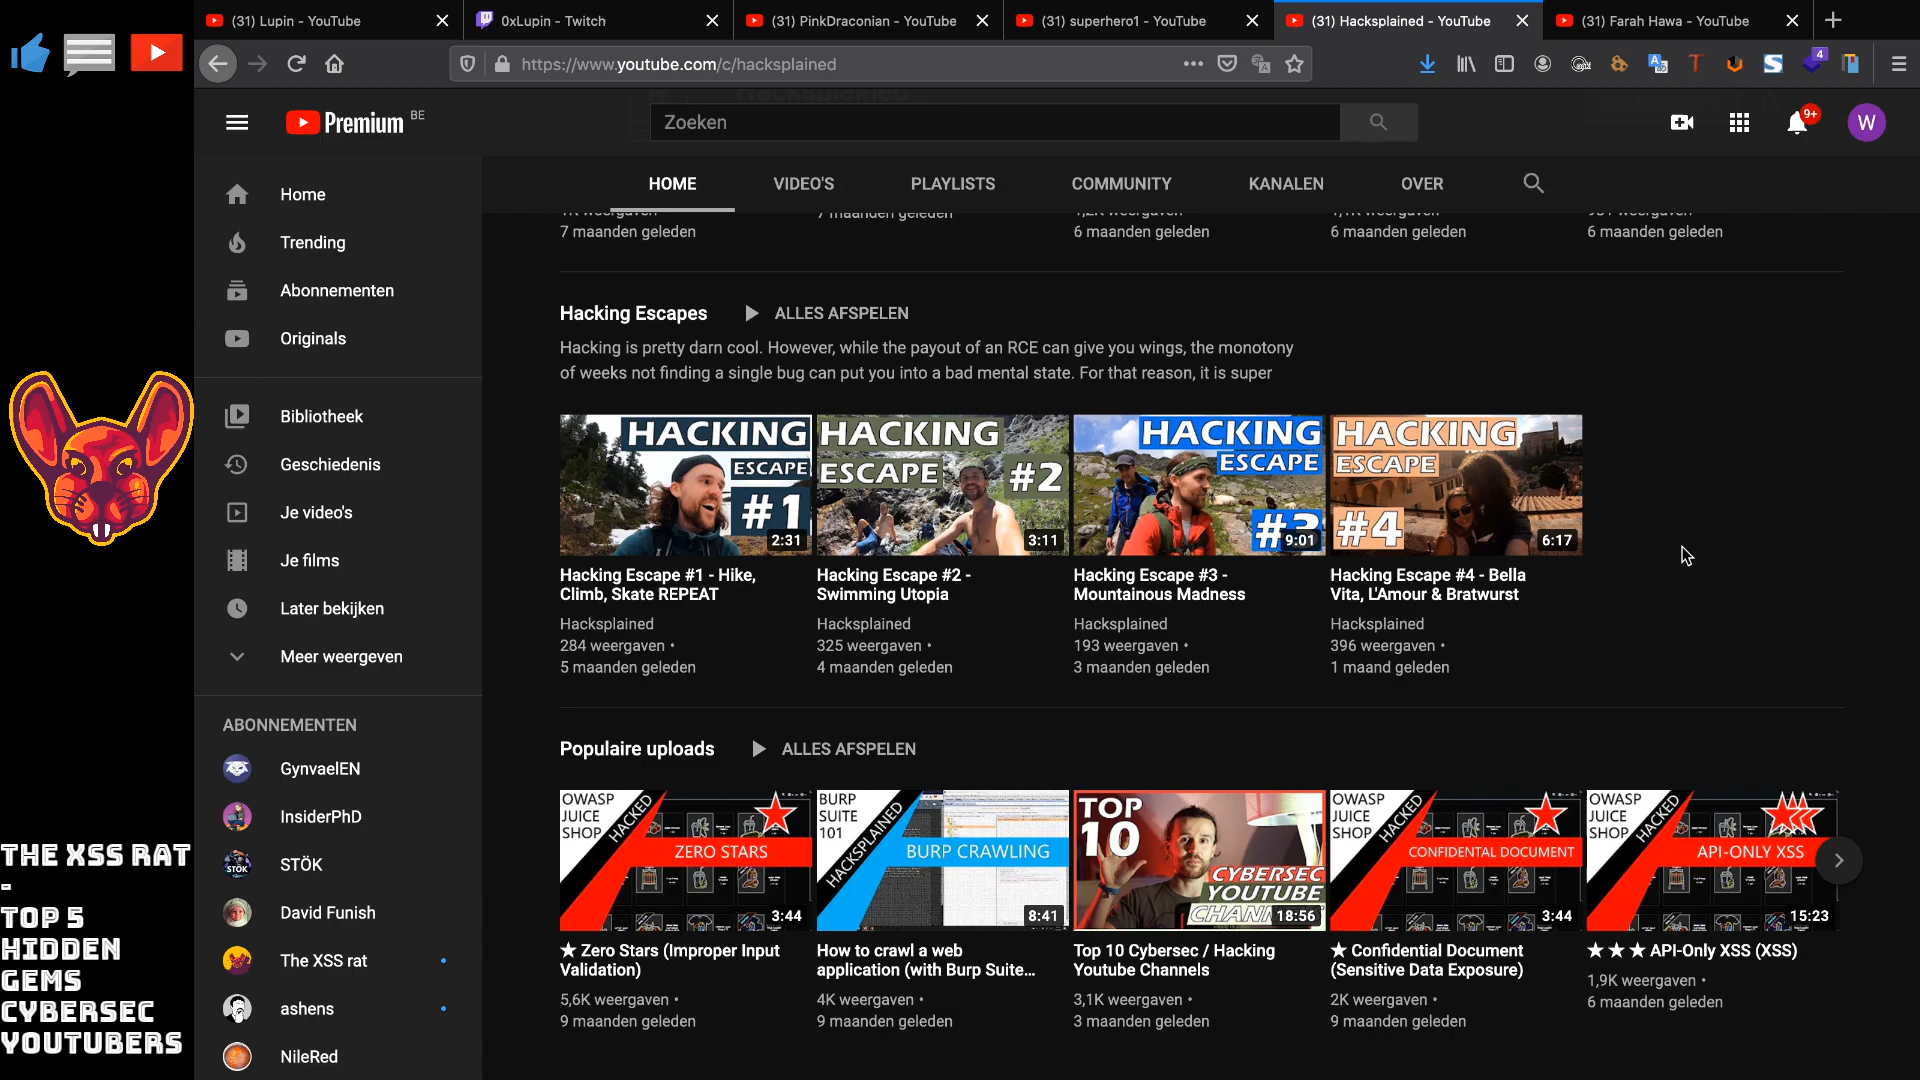 (31) Lupin - YouTube
0xLupin - Twitch
(31) PinkDraconian - YouTube
(31) superhero1 - YouTube
(31) Hacksplained - YouTube
(31) Farah Hawa - YouTube
https://www.youtube.com/c/hacksplained
4
Premium BE
Zoeken
9+
W
HOME
VIDEO'S
PLAYLISTS
COMMUNITY
KANALEN
OVER
7 maanden geleden
7 maanden geleden
6 maanden geleden
6 maanden geleden
6 maanden geleden
Home
Trending
Abonnementen
Originals
Bibliotheek
Geschiedenis
Je video's
Je films
Later bekijken
Meer weergeven
ABONNEMENTEN
GynvaelEN
InsiderPhD
STÖK
STÖK
David Funish
The XSS rat
ashens
NileRed
Hacking Escapes
ALLES AFSPELEN
Hacking is pretty darn cool. However, while the payout of an RCE can give you wings, the monotony
of weeks not finding a single bug can put you into a bad mental state. For that reason, it is super
HACKING
ESCAPE
#1
2:31
HACKING
ESCAPE
#2
3:11
HACKING
ESCAPE
#3
9:01
HACKING
ESCAPE
#4
6:17
Hacking Escape #1 - Hike,
Climb, Skate REPEAT
Hacksplained
284 weergaven •
5 maanden geleden
Hacking Escape #2 -
Swimming Utopia
Hacksplained
325 weergaven •
4 maanden geleden
Hacking Escape #3 -
Mountainous Madness
Hacksplained
193 weergaven •
3 maanden geleden
Hacking Escape #4 - Bella
Vita, L'Amour & Bratwurst
Hacksplained
396 weergaven •
1 maand geleden
Populaire uploads
ALLES AFSPELEN
OWASP
JUICE
SHOP
HACKED
ZERO STARS
3:44
BURP
SUITE
101
HACKSPLAINED
BURP CRAWLING
8:41
TOP
10
CYBERSEC
YOUTUBE
CHANN
18:56
OWASP
JUICE
SHOP
HACKED
CONFIDENTAL DOCUMENT
3:44
OWASP
JUICE
SHOP
HACKED
API-ONLY XSS
15:23
★ Zero Stars (Improper Input
Validation)
5,6K weergaven •
9 maanden geleden
How to crawl a web
application (with Burp Suite...
4K weergaven •
9 maanden geleden
Top 10 Cybersec / Hacking
Youtube Channels
3,1K weergaven •
3 maanden geleden
★ Confidential Document
(Sensitive Data Exposure)
2K weergaven •
9 maanden geleden
★ ★ ★ API-Only XSS (XSS)
1,9K weergaven •
6 maanden geleden
THE XSS RAT
-
TOP 5
HIDDEN
GEMS
CYBERSEC
YOUTUBERS